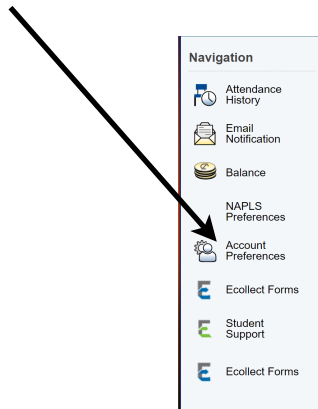 Navigation
Attendance
History
Email
Notification
Balance
NAPLS
Preferences
Account
Preferences
Ecollect Forms
Student
Support
Ecollect Forms